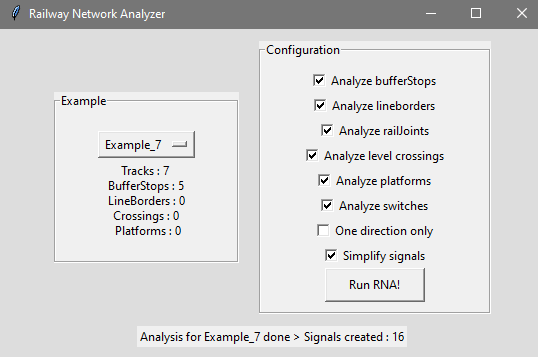 Railway Network Analyzer
Example
Example_7
Tracks : 7
BufferStops : 5
LineBorders : 0
Crossings : 0
Platforms : 0
Configuration
Analyze bufferStops
Analyze lineborders
Analyze railJoints
Analyze level crossings
Analyze platforms
Analyze switches
One direction only
Simplify signals
Run RNA!
Analysis for Example_7 done > Signals created : 16